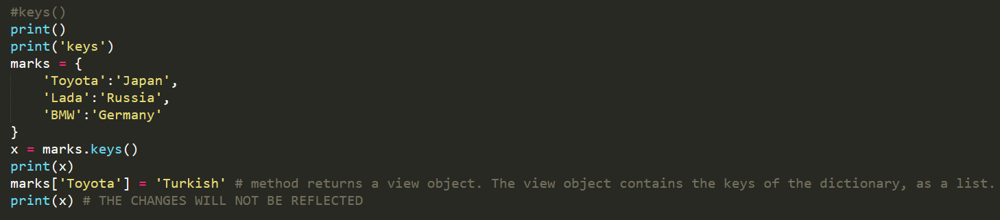 #keys()
print()
print('keys')
marks = {
    'Toyota':'Japan',
    'Lada':'Russia',
    'BMW':'Germany'
}
x = marks.keys()
print(x)
marks['Toyota'] = 'Turkish' # method returns a view object. The view object contains the keys of the dictionary, as a list.
print(x) # THE CHANGES WILL NOT BE REFLECTED